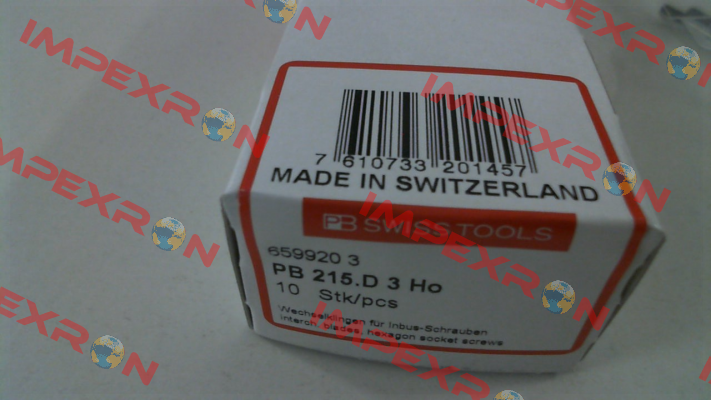 7 610733 201457
MADE IN SWITZERLAND
PB SWISS TOOLS
659920 3
PB 215.D 3 Ho
10 Stk/pcs
Wechselklingen für Inbus-Schrauben
interch. blades, hexagon socket screws
IMPEXRON
IMPEXRON
IMPEXRON
IMPEXRON
IMPEXRON
IMPEXRON
IMPEXRON